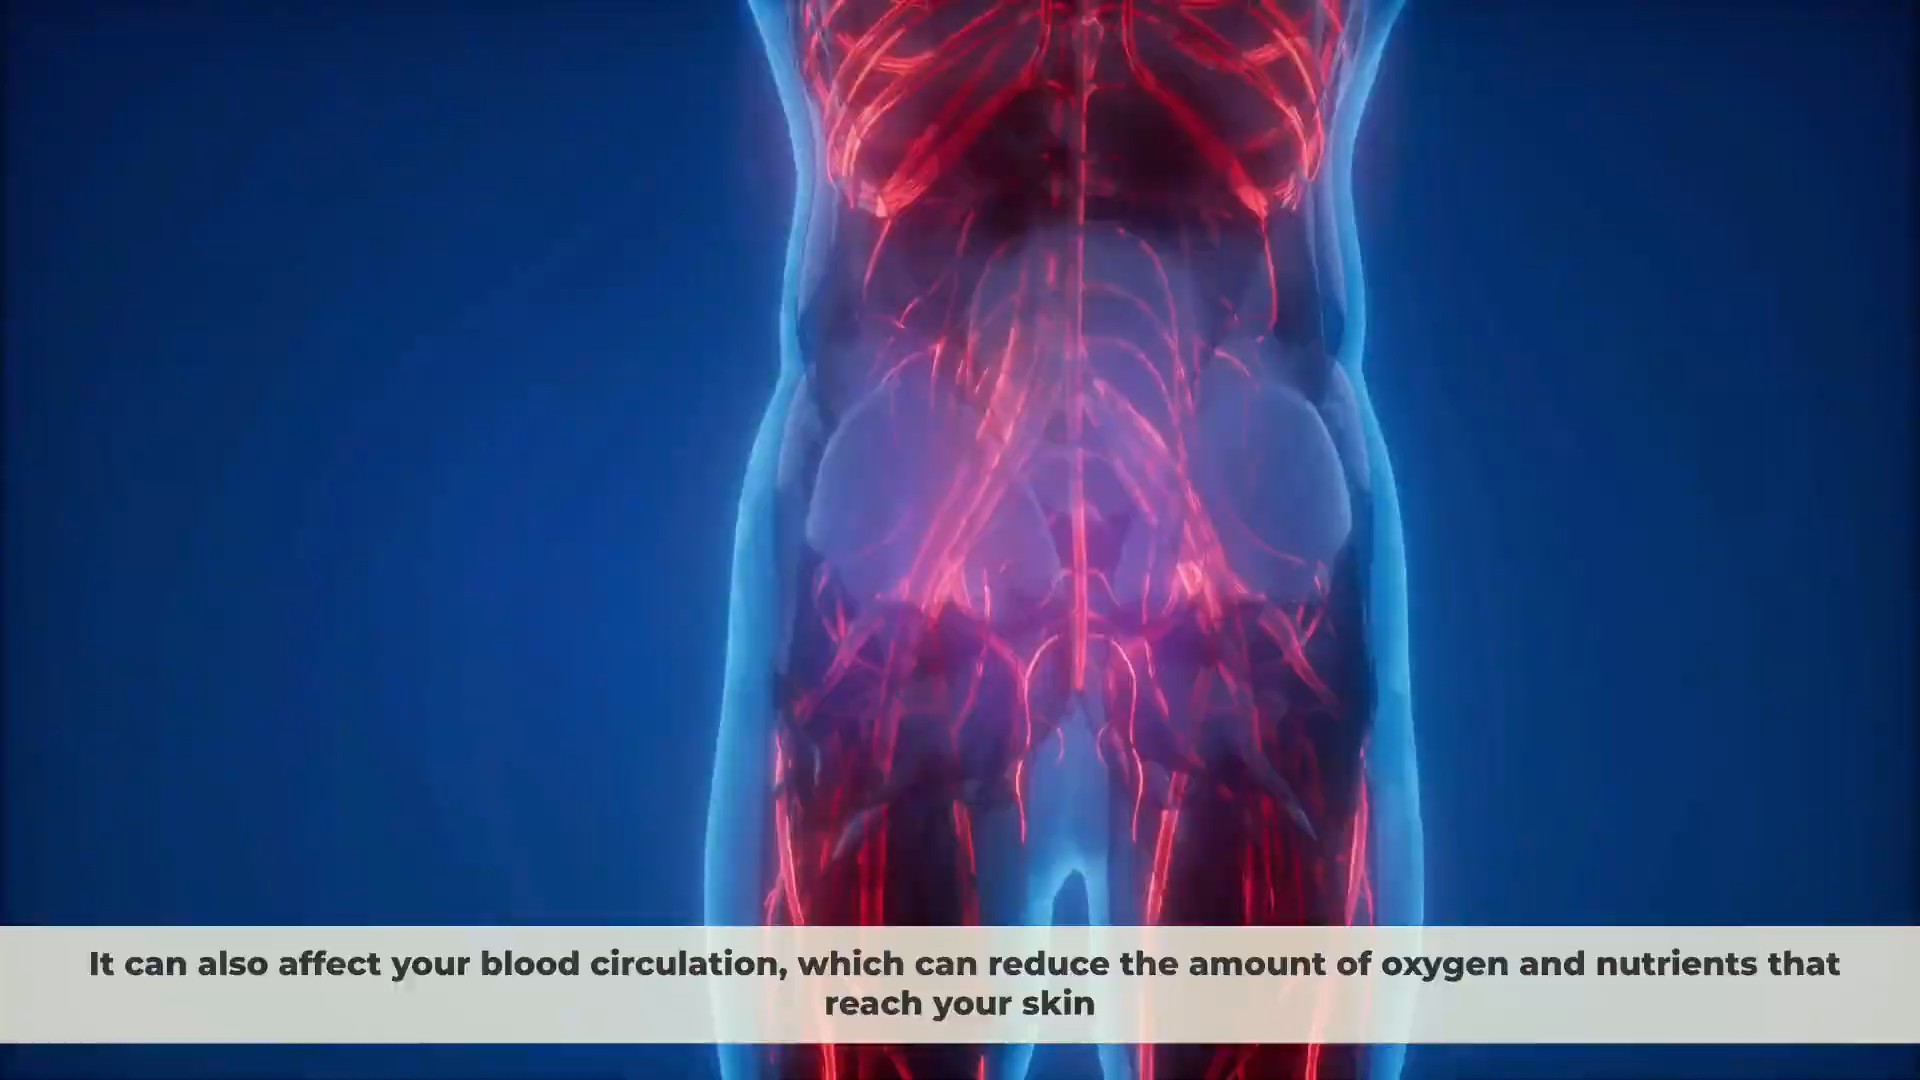 It can also affect your blood circulation, which can reduce the amount of oxygen and nutrients that
reach your skin